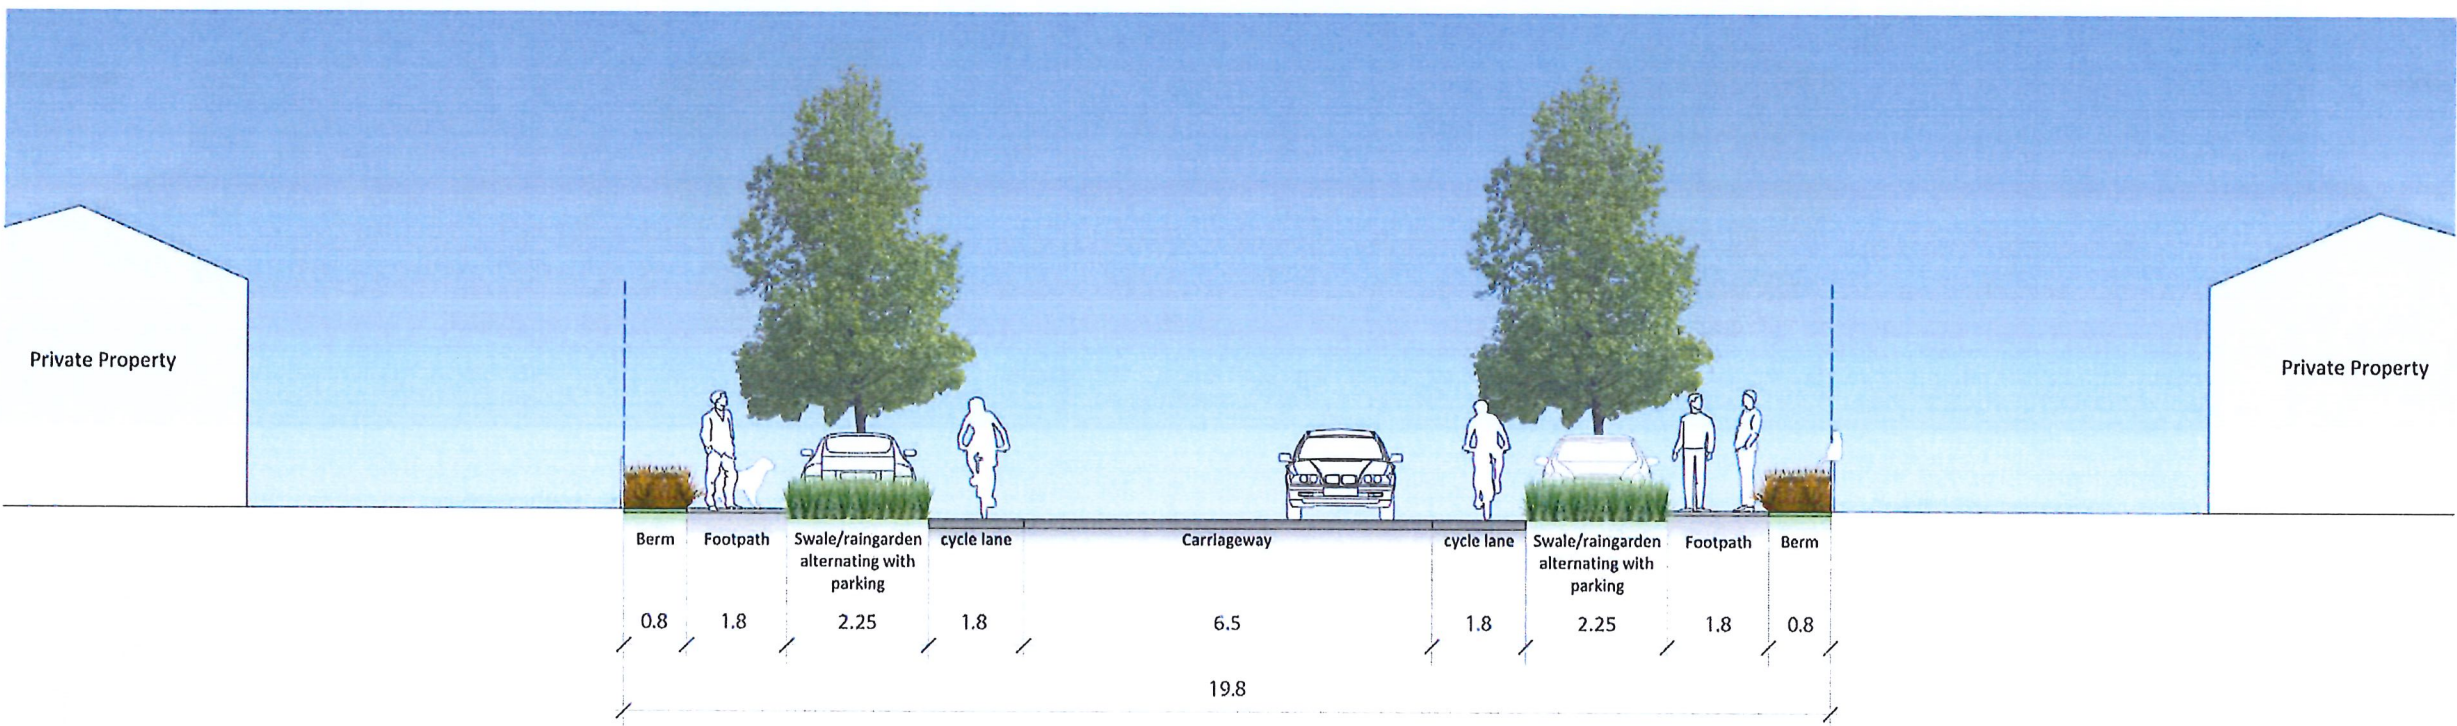 Private Property
Private Property
Berm
Footpath
Swale/raingarden
alternating with
parking
cycle lane
Carriageway
cycle lane
Swale/raingarden
alternating with
parking
Footpath
Berm
0.8
1.8
2.25
1.8
6.5
1.8
2.25
1.8
0.8
19.8